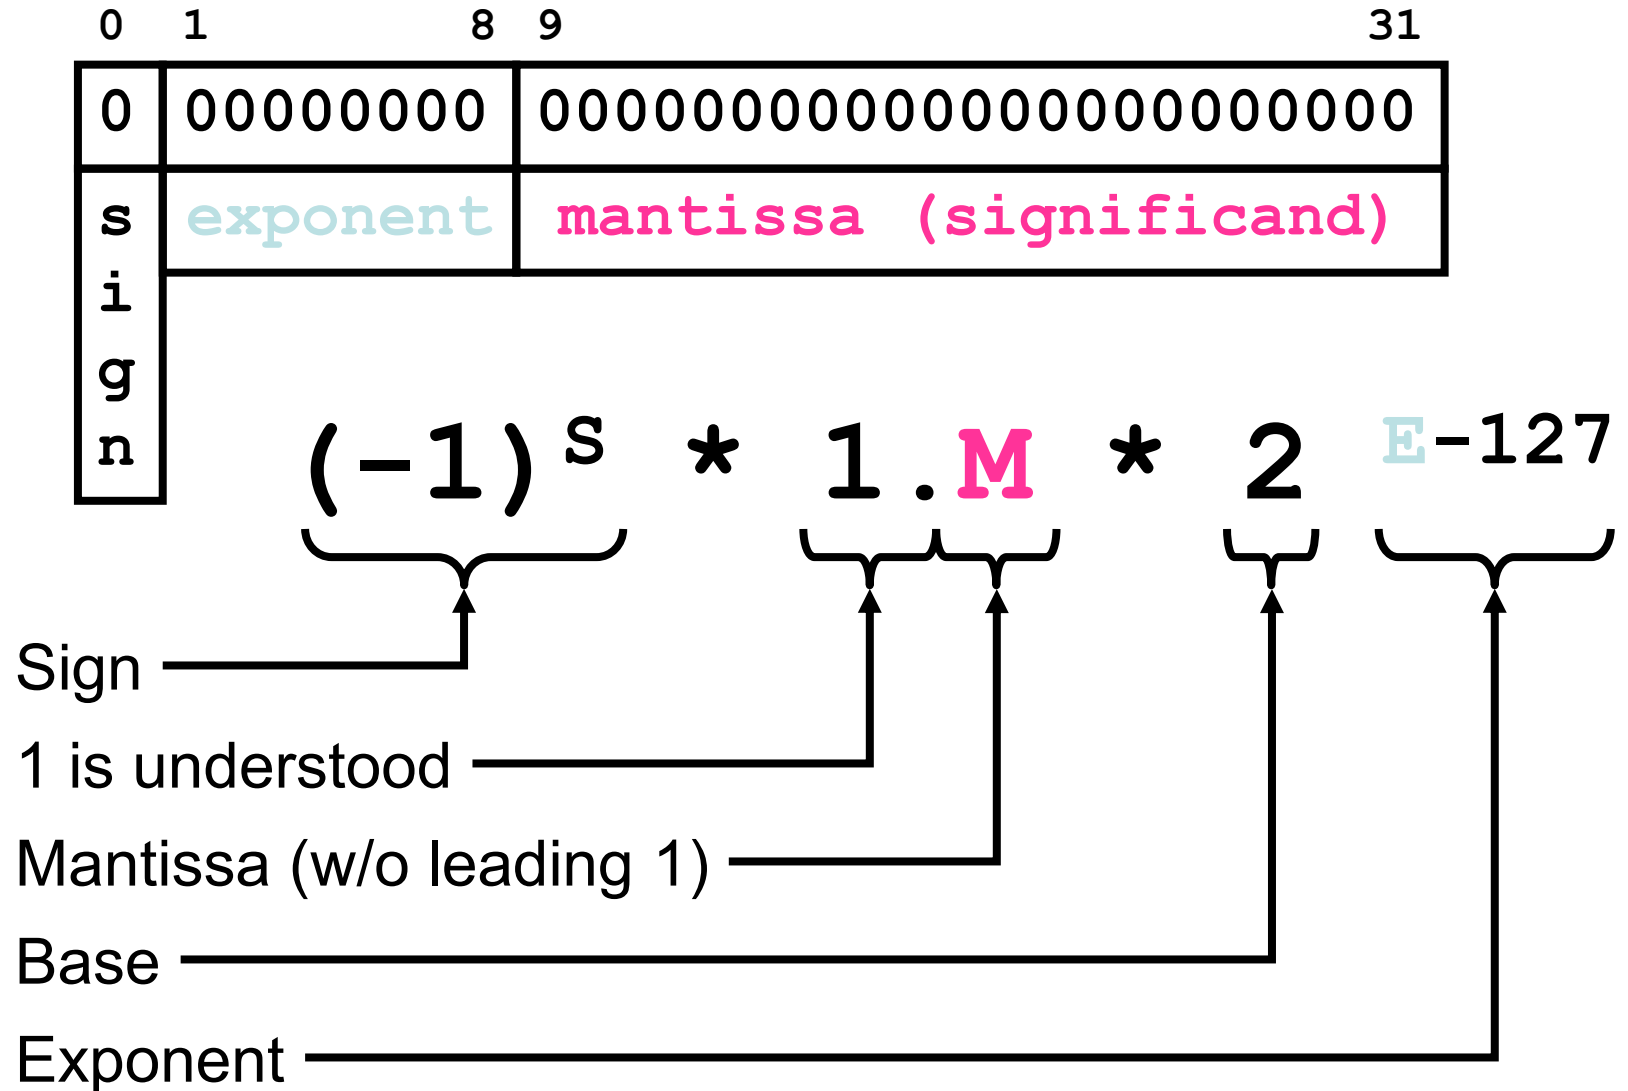 0 1 8 9 31
0 00000000 00000000000000000000000
sign exponent mantissa (significand)
(-1)S * 1.M * 2 E-127
Sign
1 is understood
Mantissa (w/o leading 1)
Base
Exponent